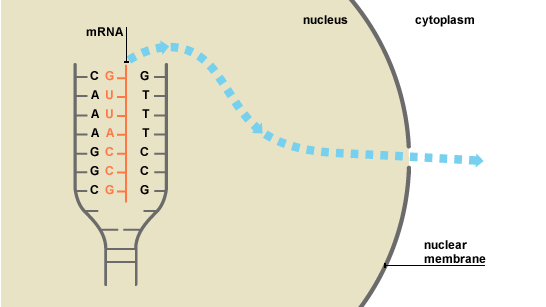 nucleus
cytoplasm
mRNA
C G G
A U T
A U T
A A T
G C C
G C C
C G G
nuclear
membrane